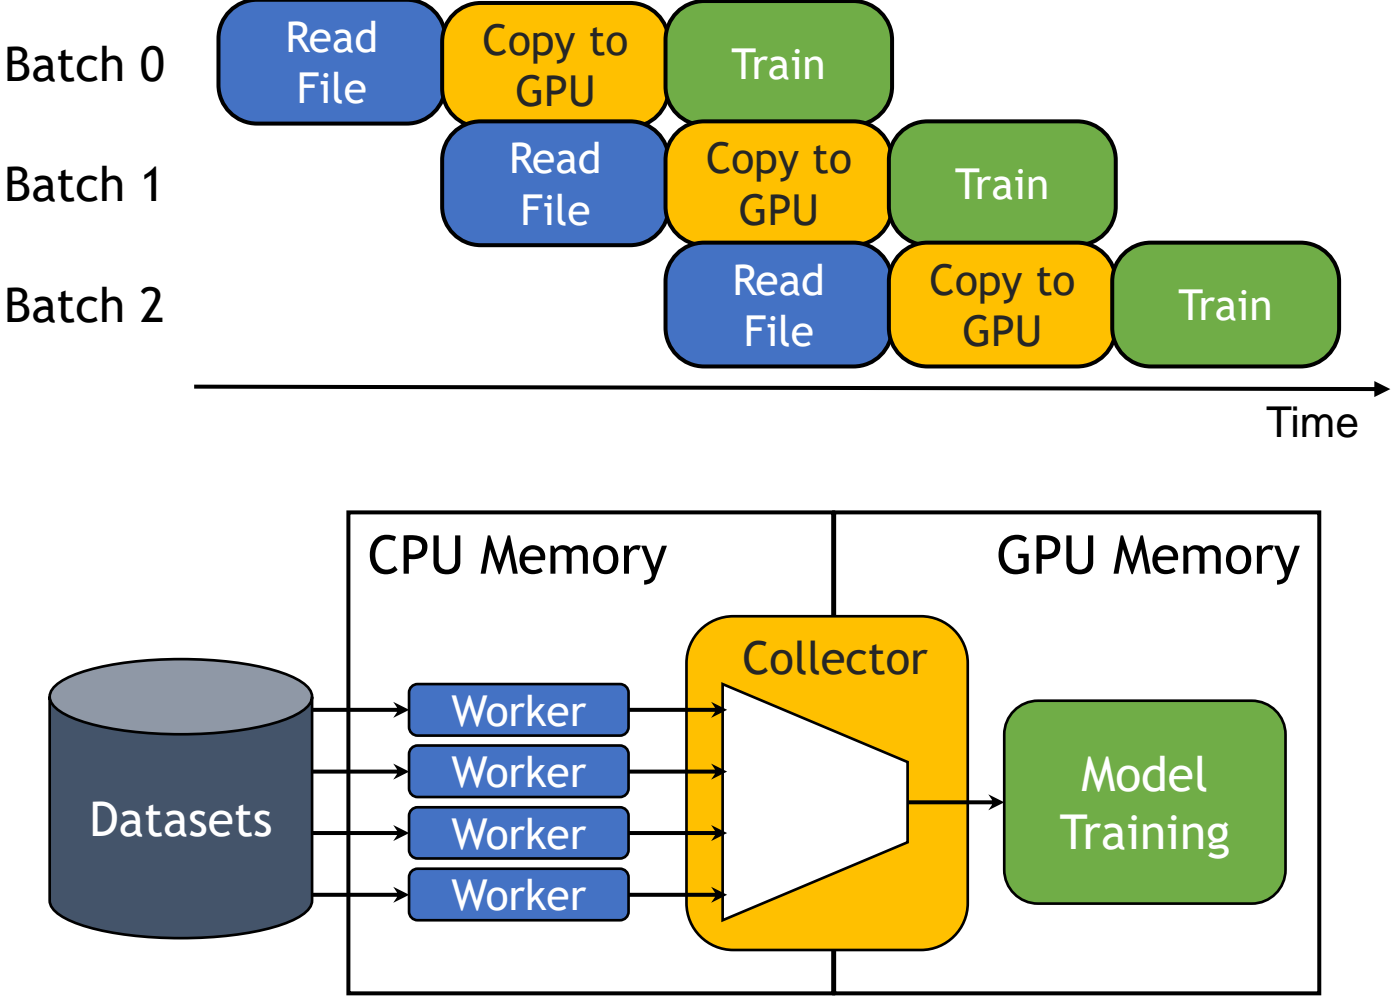 Batch 0
Read
File
Copy to
GPU
Train
Batch 1
Read
File
Copy to
GPU
Train
Batch 2
Read
File
Copy to
GPU
Train
Time
CPU Memory
GPU Memory
Datasets
Worker
Worker
Worker
Worker
Collector
Model
Training